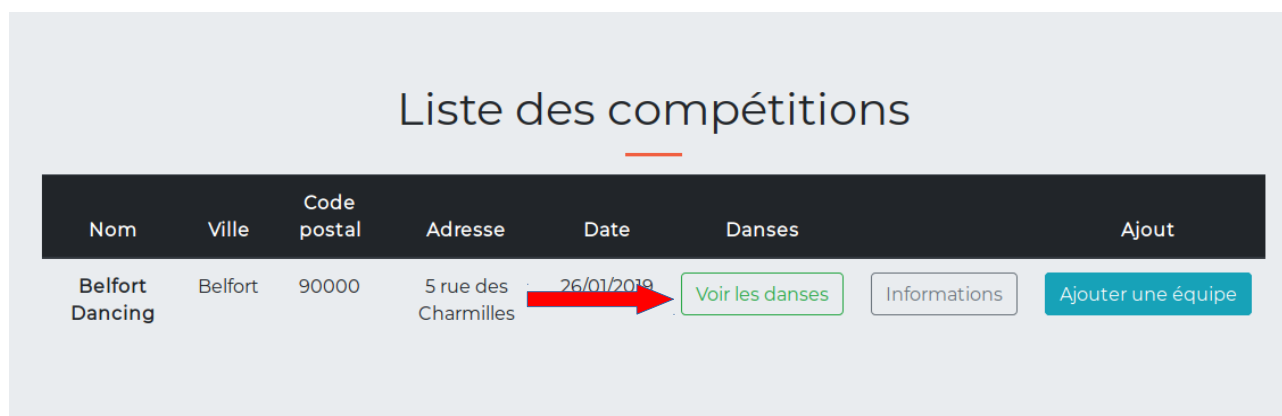 Liste des compétitions
Code
Nom Ville postal Adresse Date Danses Ajout
Belfort Belfort 90000 5 rue des 26/01/2019 Voir les danses Informations Ajouter une équipe
Dancing Charmilles